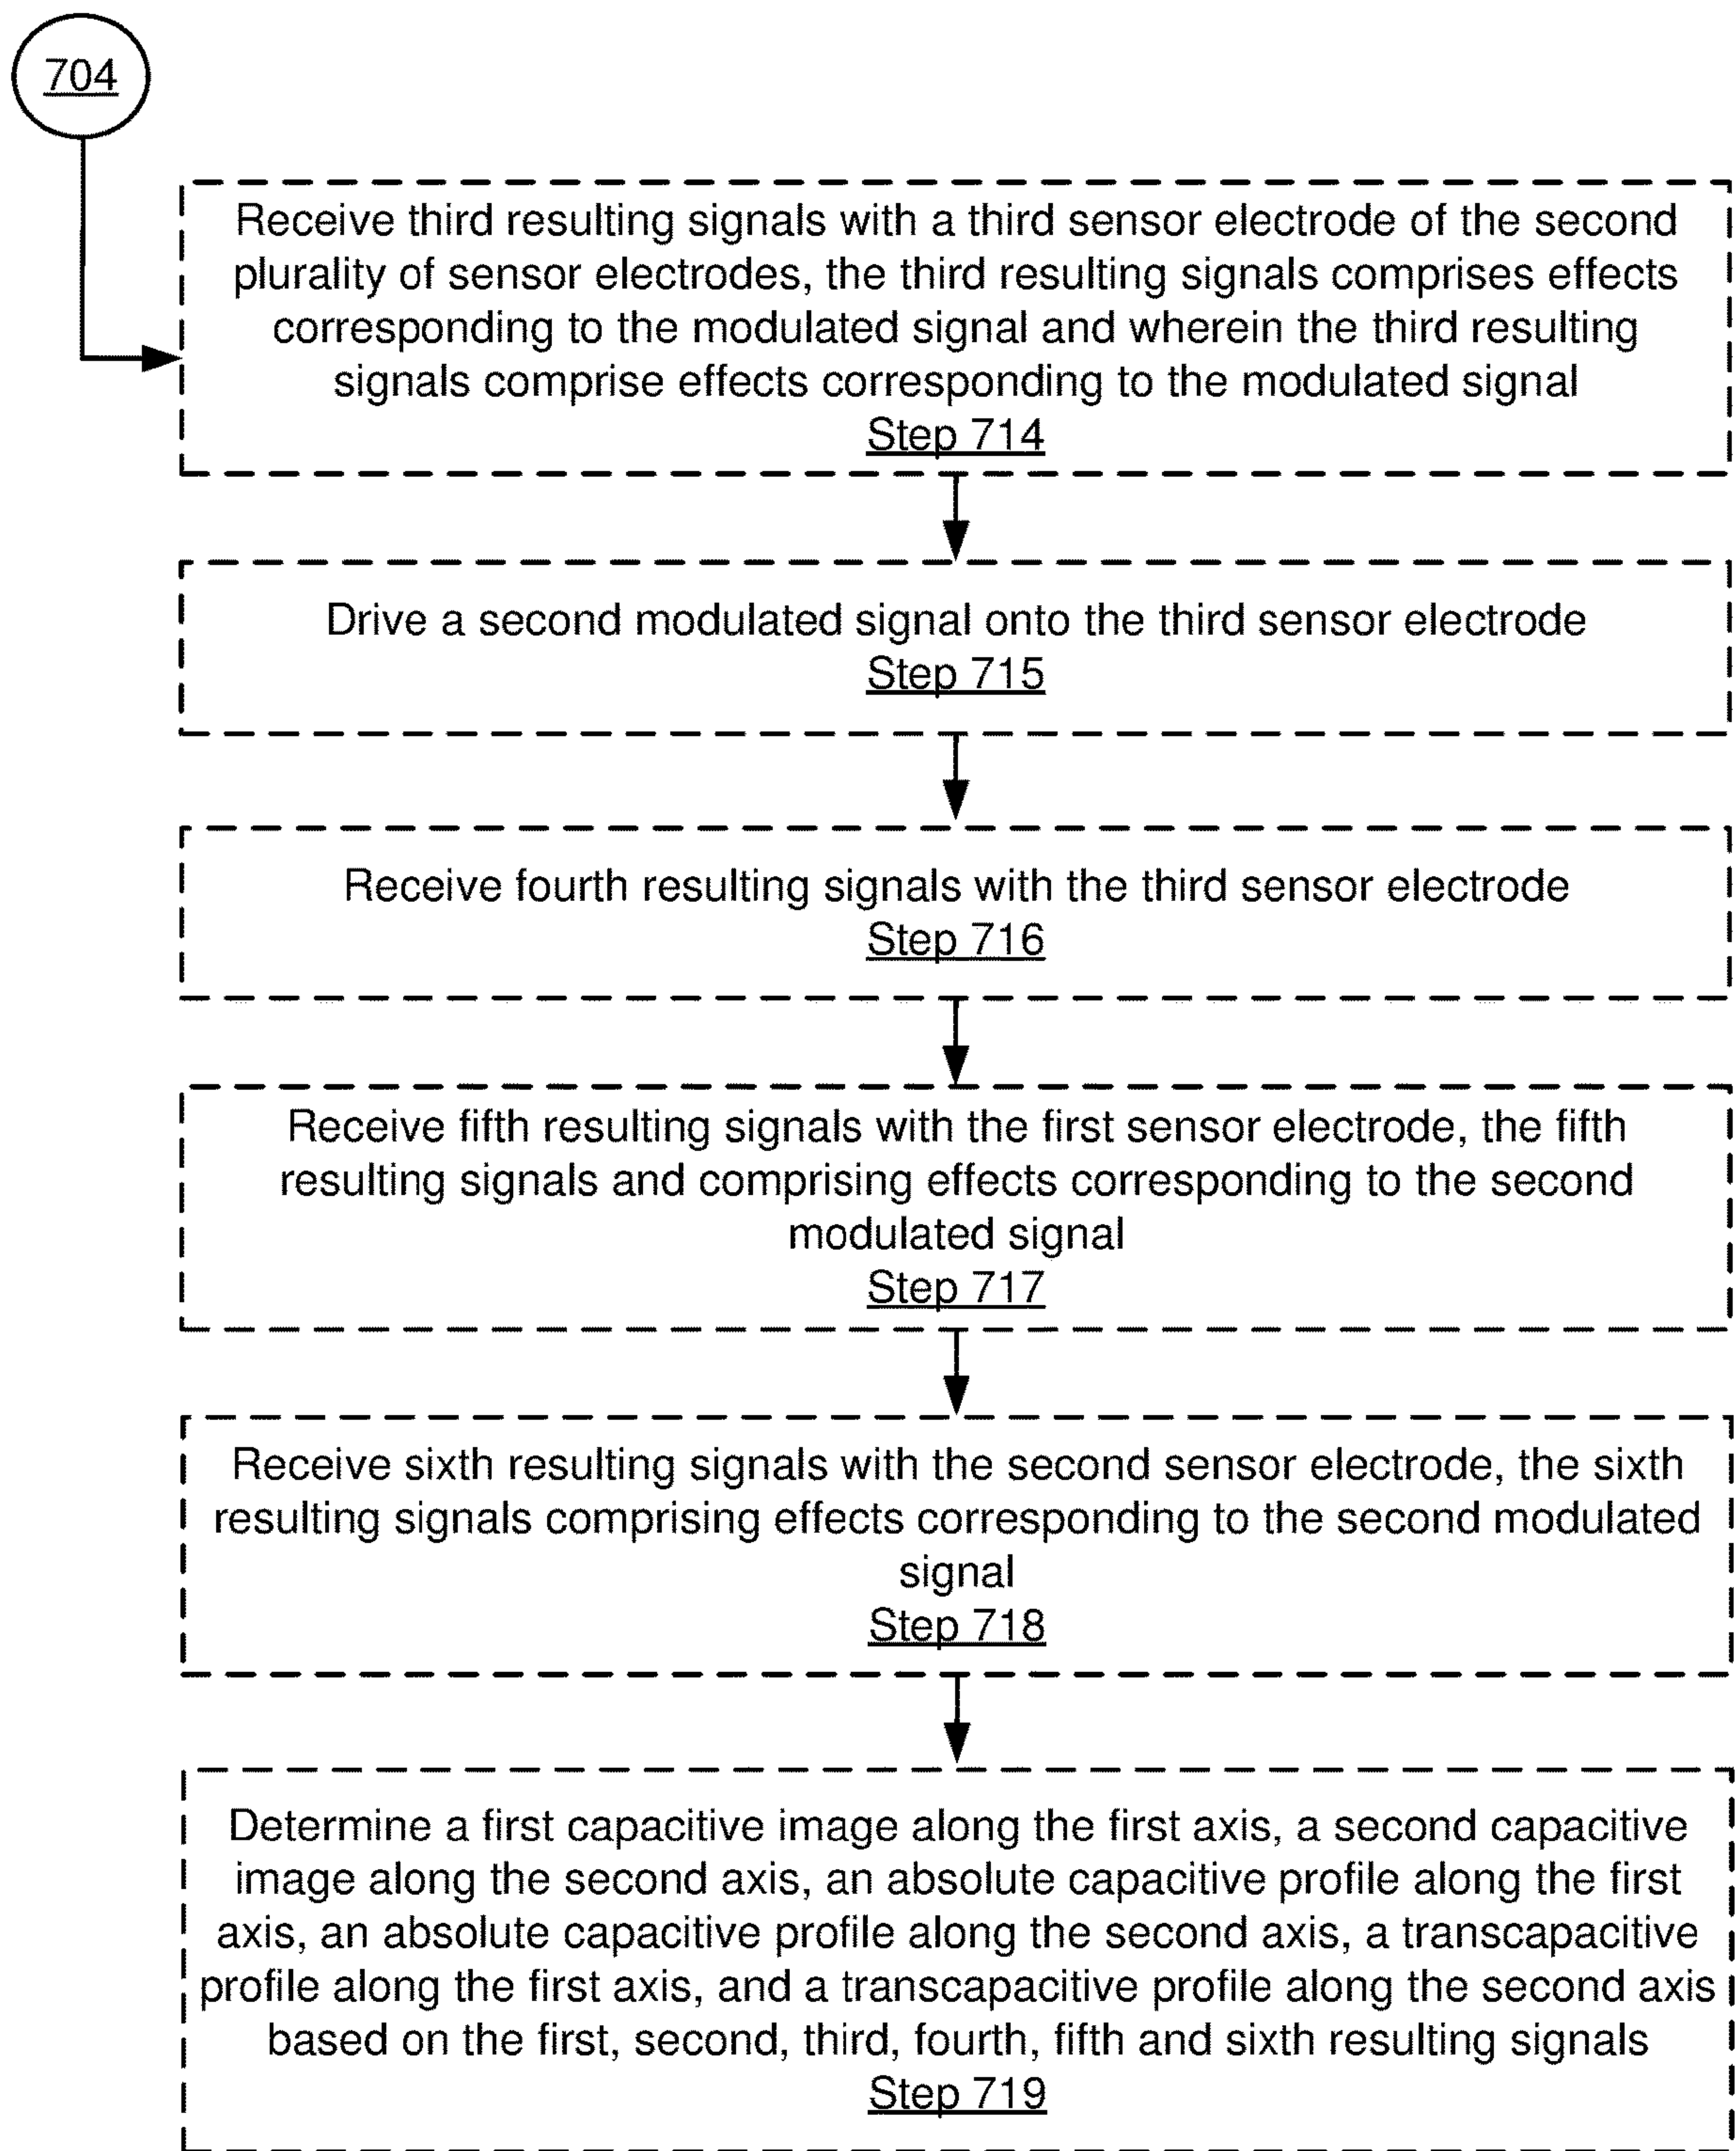 704
Receive third resulting signals with a third sensor electrode of the second
plurality of sensor electrodes, the third resulting signals comprises effects
corresponding to the modulated signal and wherein the third resulting
signals comprise effects corresponding to the modulated signal
Step 714
Drive a second modulated signal onto the third sensor electrode
Step 715
Receive fourth resulting signals with the third sensor electrode
Step 716
Receive fifth resulting signals with the first sensor electrode, the fifth
resulting signals and comprising effects corresponding to the second
modulated signal
Step 717
Receive sixth resulting signals with the second sensor electrode, the sixth
resulting signals comprising effects corresponding to the second modulated
signal
Step 718
Determine a first capacitive image along the first axis, a second capacitive
image along the second axis, an absolute capacitive profile along the first
axis, an absolute capacitive profile along the second axis, a transcapacitive
profile along the first axis, and a transcapacitive profile along the second axis
based on the first, second, third, fourth, fifth and sixth resulting signals
Step 719